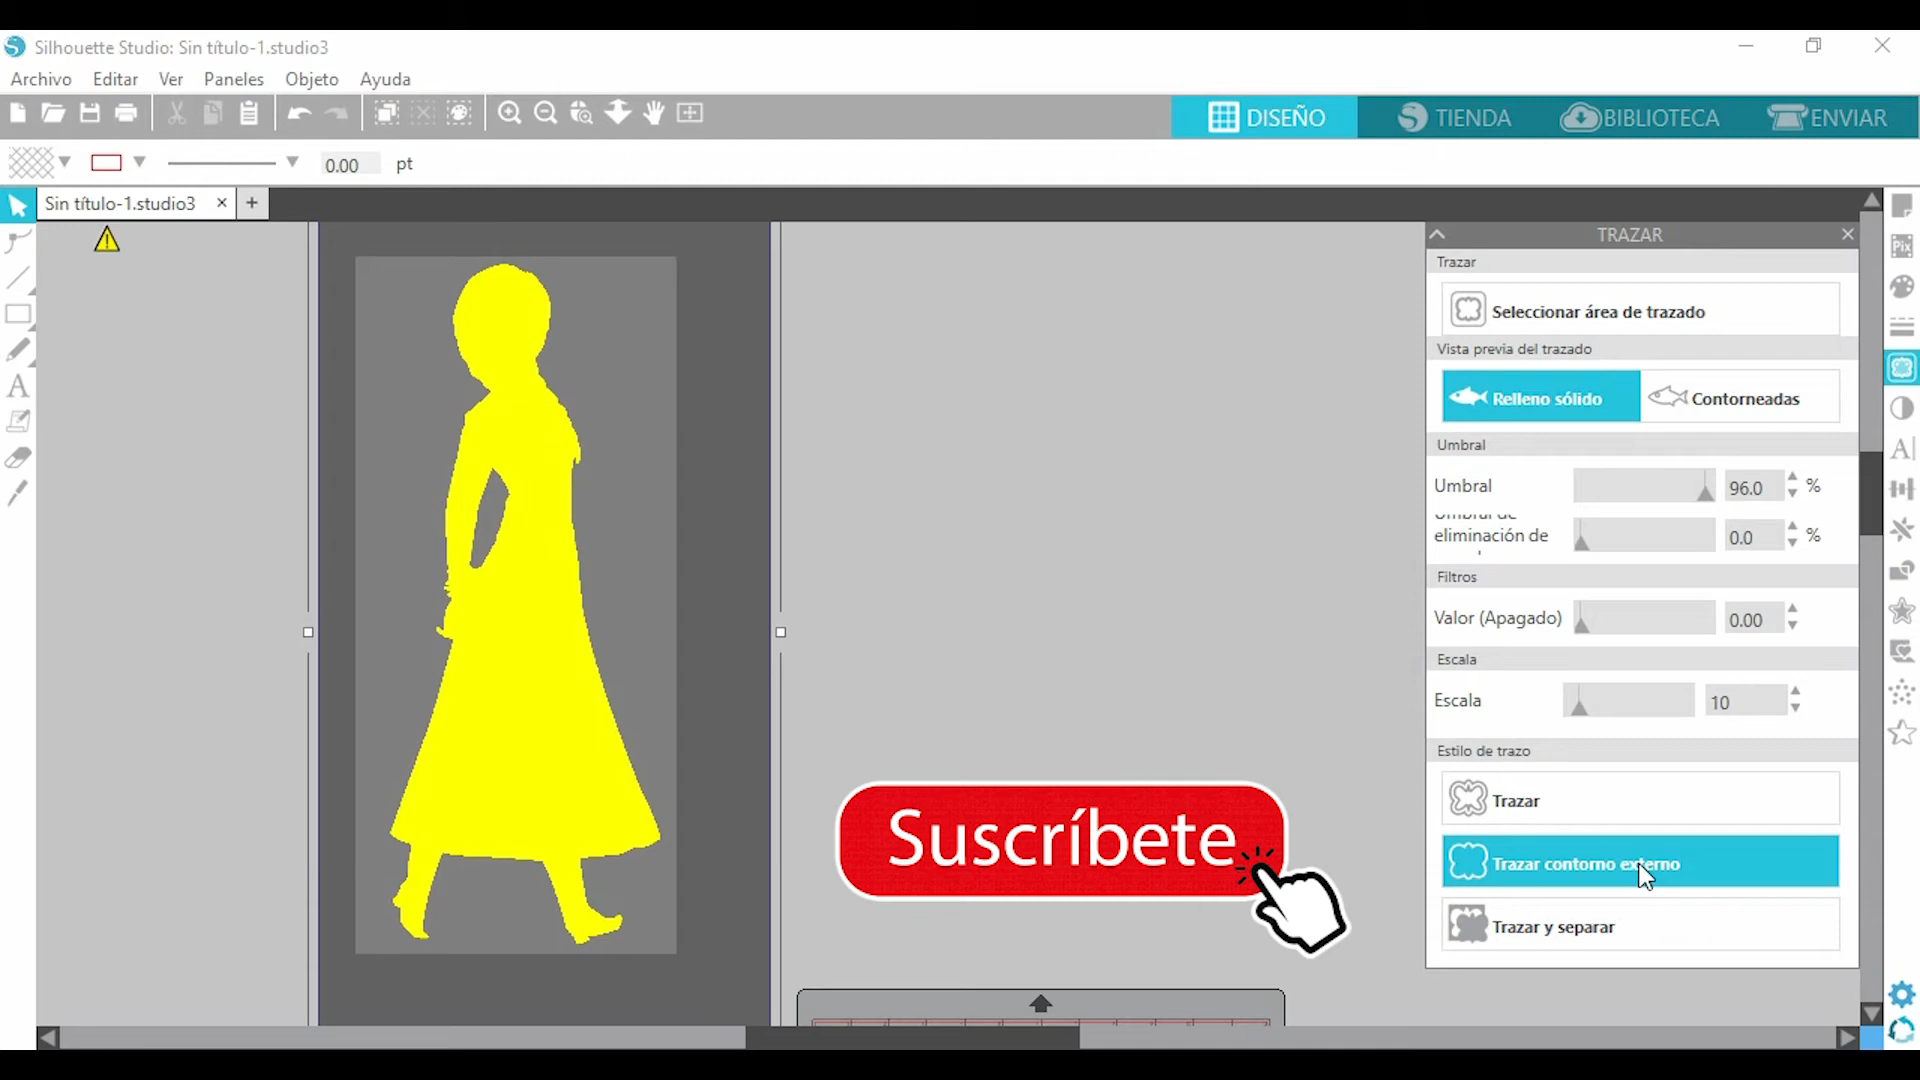 Silhouette Studio: Sin título-1.studio3
Archivo Editar Ver Paneles Objeto Ayuda
DISEÑO TIENDA BIBLIOTECA ENVIAR
0.00 pt
Sin título-1.studio3
TRAZAR
Trazar
Seleccionar área de trazado
Vista previa del trazado
Relleno sólido Contorneadas
Umbral
Umbral 96.0 %
Umbral de
eliminación de 0.0 %
Filtros
Valor (Apagado) 0.00
Escala
Escala 10
Estilo de trazo
Trazar
Trazar contorno externo
Trazar y separar
Suscríbete
Pix
A
A